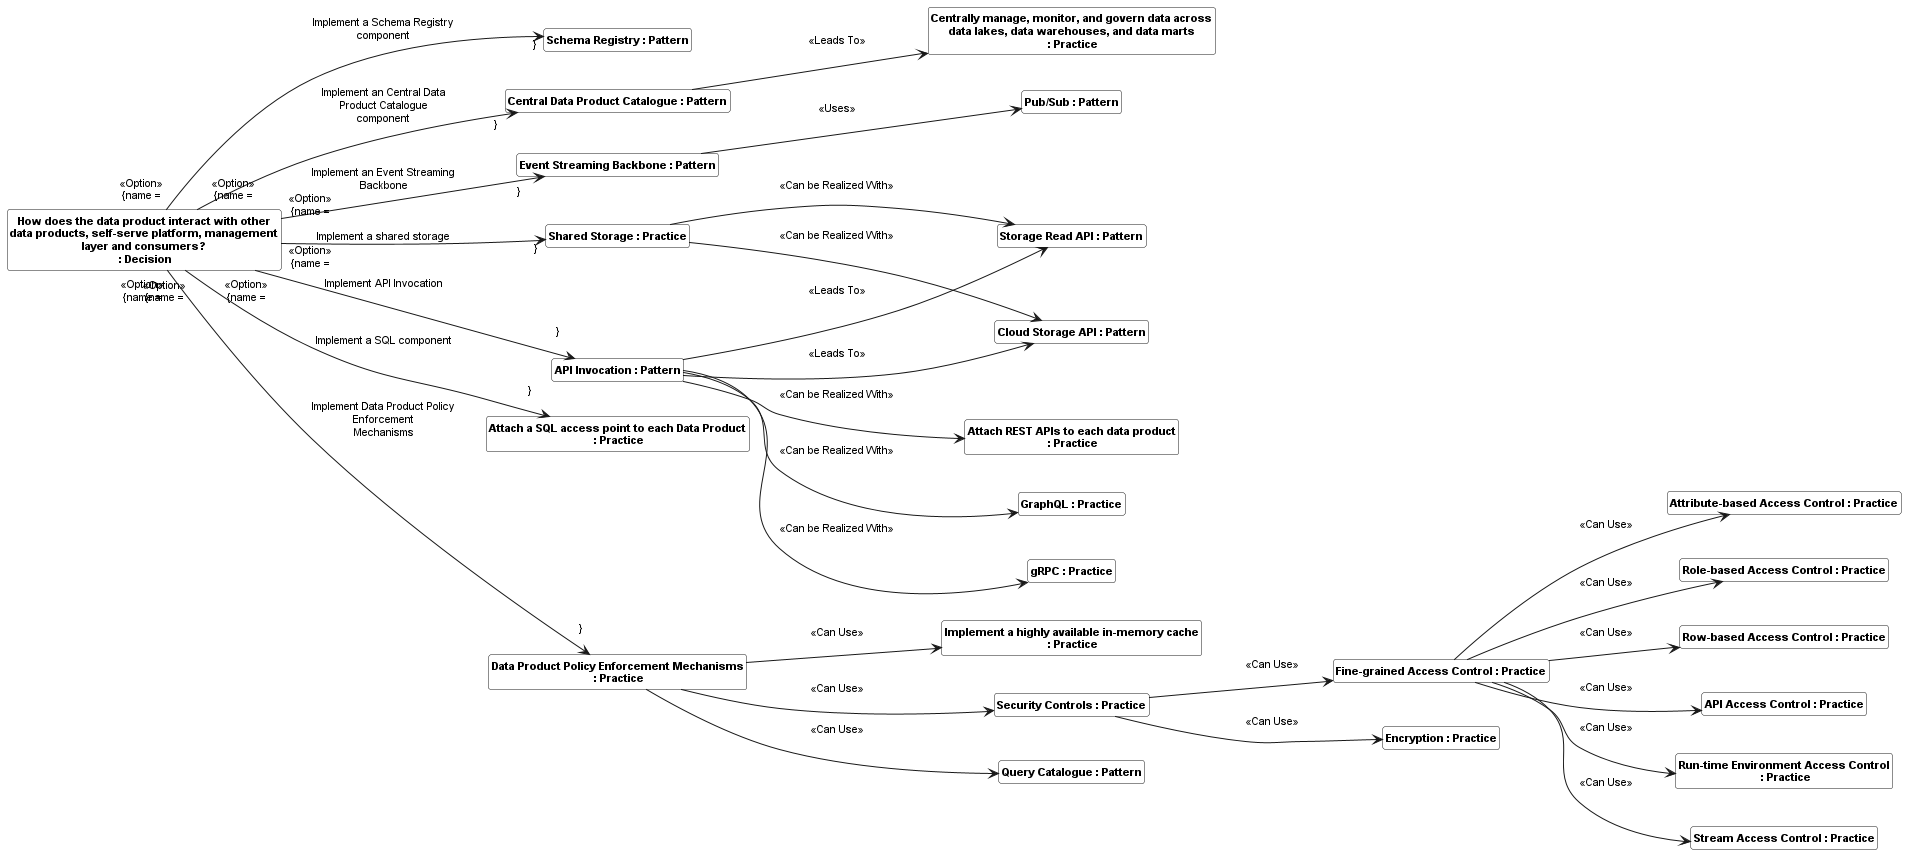 Implement a Schema Registry
component
}
Schema Registry : Pattern
«Leads To»
Centrally manage, monitor, and govern data across
data lakes, data warehouses, and data marts
: Practice
Implement an Central Data
Product Catalogue
component
}
Central Data Product Catalogue : Pattern
«Uses»
Pub/Sub : Pattern
Implement an Event Streaming
Backbone
}
Event Streaming Backbone : Pattern
«Option»
{name =
«Option»
{name =
«Option»
{name =
How does the data product interact with other
data products, self-serve platform, management
layer and consumers?
: Decision
Implement a shared storage
}
Shared Storage : Practice
«Option»
{name =
«Can be Realized With»
«Can be Realized With»
Storage Read API : Pattern
«Option»
{name =
«Option»
{name =
«Option»
{name =
Implement API Invocation
}
API Invocation : Pattern
«Leads To»
Cloud Storage API : Pattern
«Leads To»
Implement a SQL component
}
Attach a SQL access point to each Data Product
: Practice
«Can be Realized With»
Attach REST APIs to each data product
: Practice
«Can be Realized With»
GraphQL : Practice
«Can be Realized With»
gRPC : Practice
Implement Data Product Policy
Enforcement
Mechanisms
}
Data Product Policy Enforcement Mechanisms
: Practice
«Can Use»
Implement a highly available in-memory cache
: Practice
«Can Use»
Security Controls : Practice
«Can Use»
Query Catalogue : Pattern
«Can Use»
Fine-grained Access Control : Practice
«Can Use»
Encryption : Practice
«Can Use»
Attribute-based Access Control : Practice
«Can Use»
Role-based Access Control : Practice
«Can Use»
Row-based Access Control : Practice
«Can Use»
API Access Control : Practice
«Can Use»
Run-time Environment Access Control
: Practice
«Can Use»
Stream Access Control : Practice